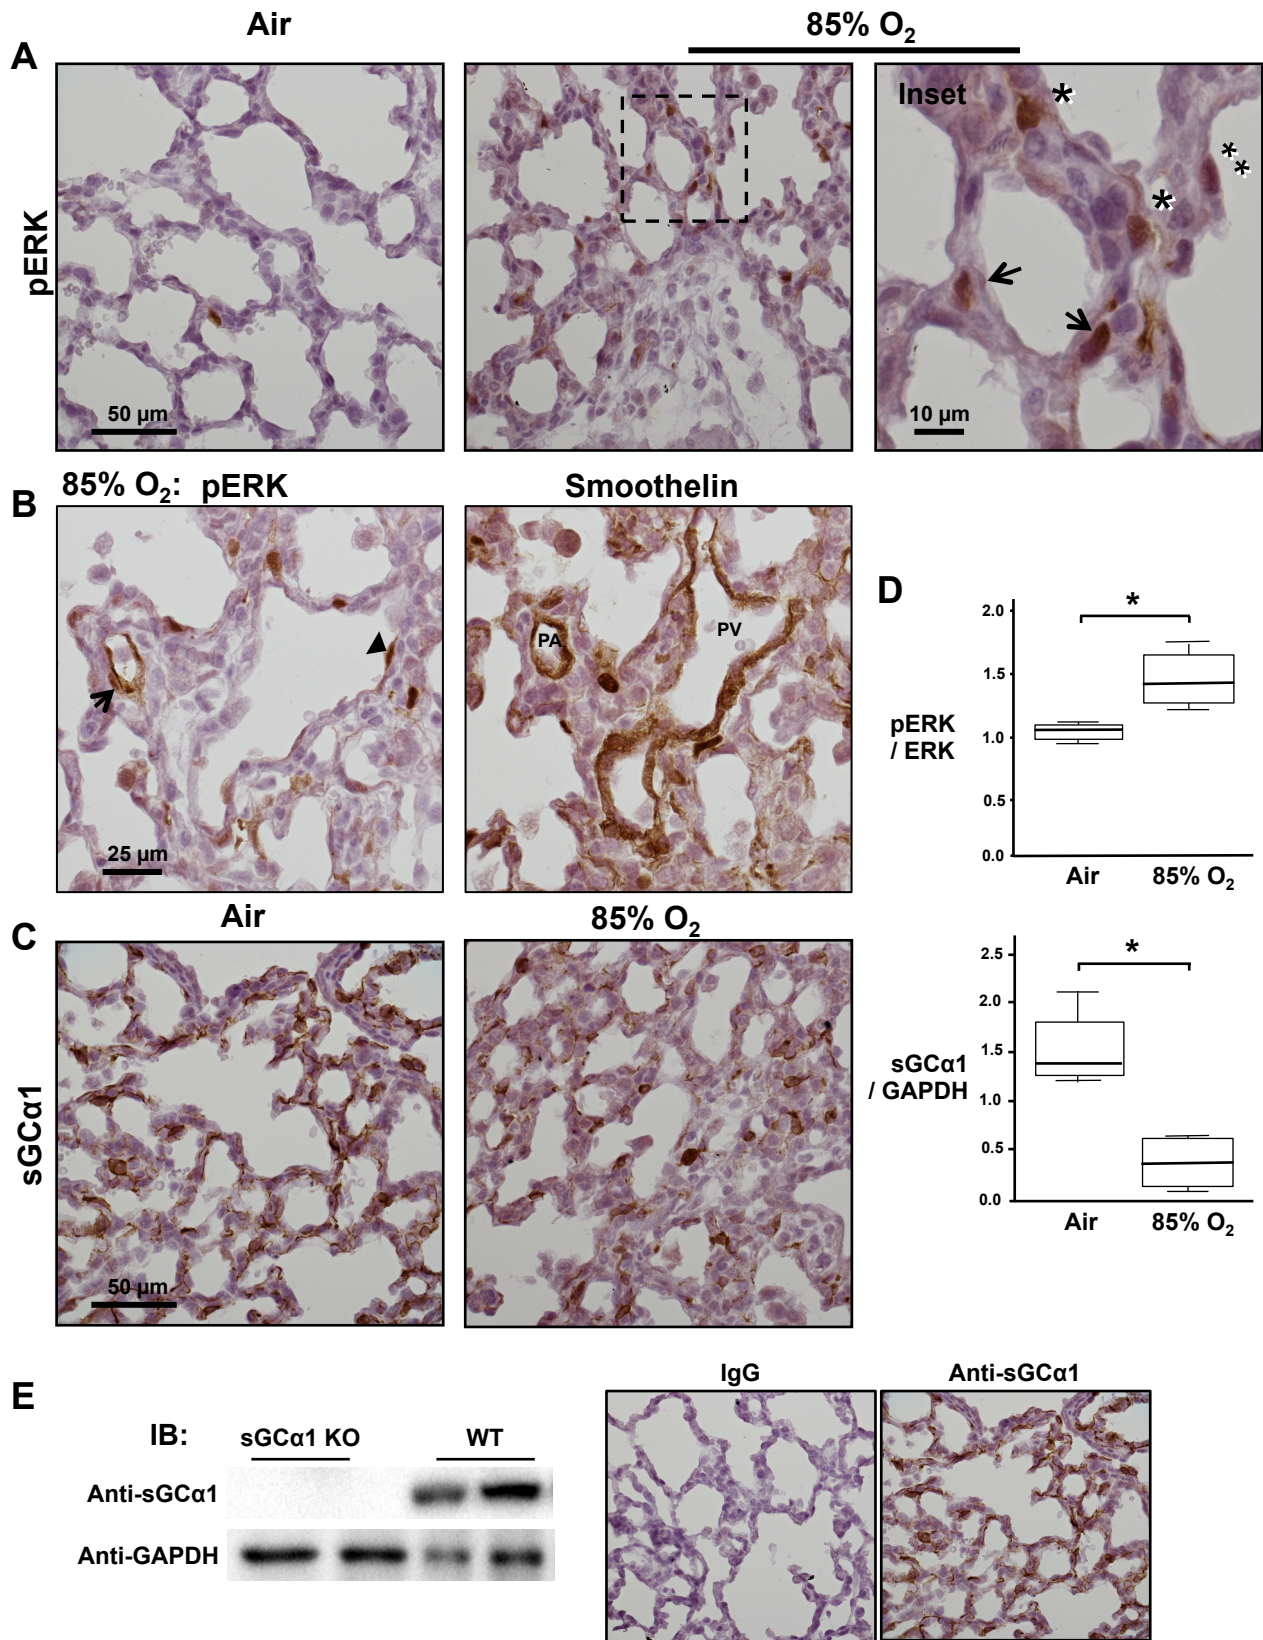 Air
85% O₂
A
pERK
50 µm
Inset
*
*
**
10 µm
B
85% O₂: pERK
Smoothelin
25 µm
PA
PV
D
2.0
1.5
1.0
0.5
0.0
*
pERK
/ ERK
Air
85% O₂
C
Air
85% O₂
sGCα1
50 µm
2.5
2.0
1.5
1.0
0.5
0.0
*
sGCα1
/ GAPDH
Air
85% O₂
E
IB:
sGCα1 KO
WT
Anti-sGCα1
Anti-GAPDH
IgG
Anti-sGCα1